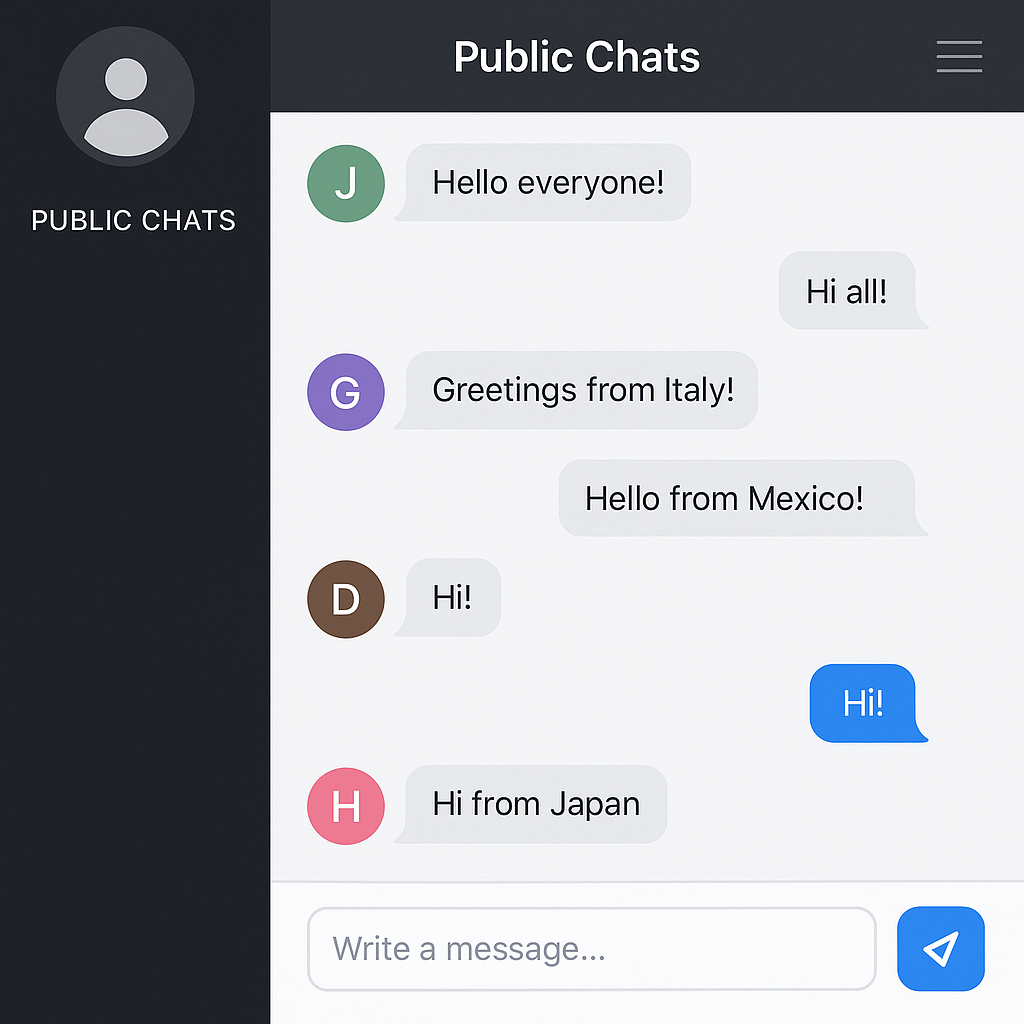 PUBLIC CHATS
Public Chats
J
Hello everyone!
Hi all!
G
Greetings from Italy!
Hello from Mexico!
D
Hi!
Hi!
H
Hi from Japan
Write a message...